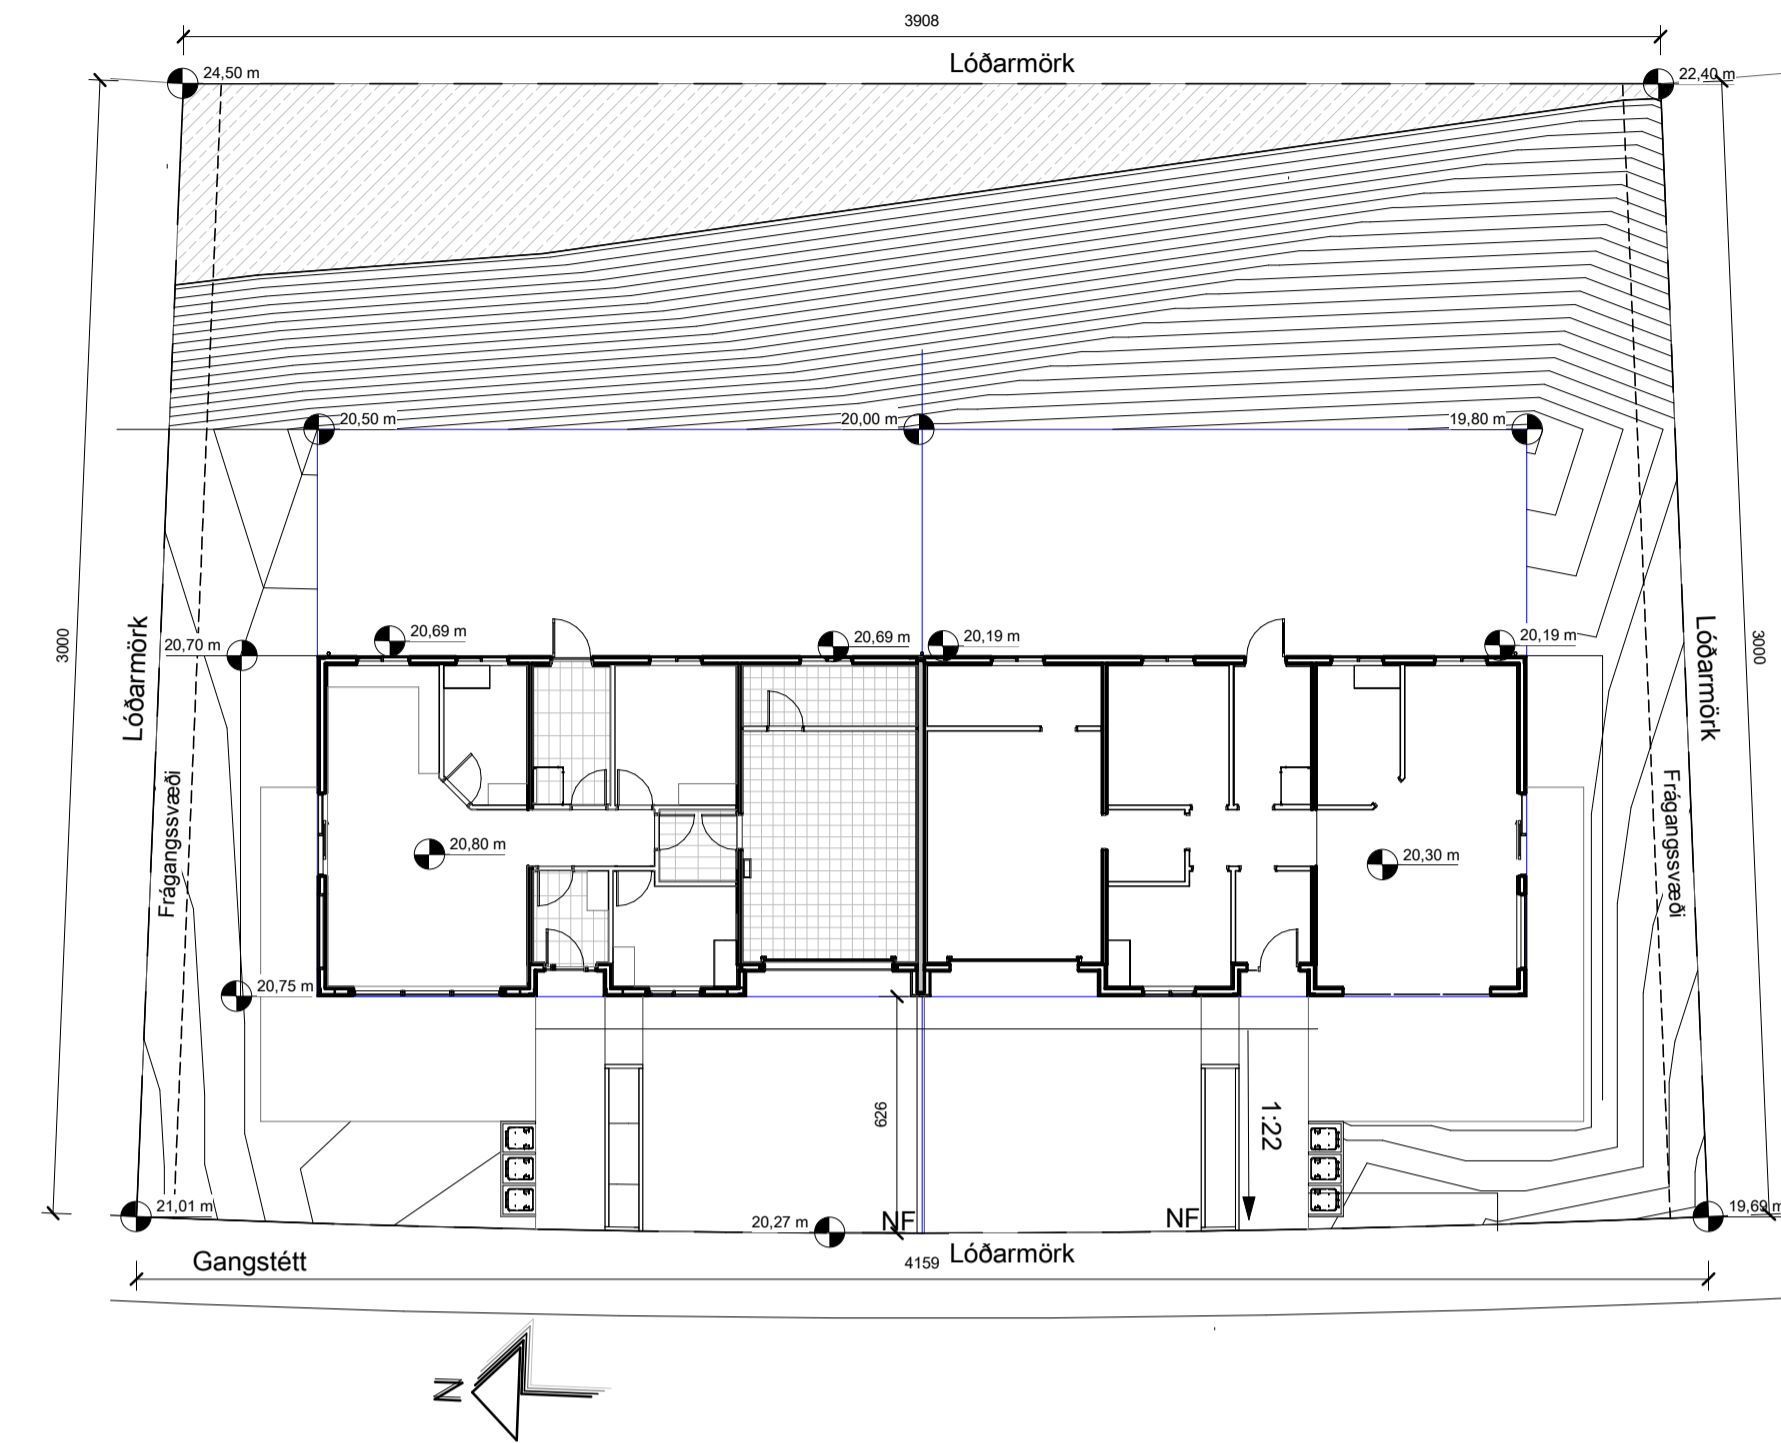 3908
Lóðarmörk
24,50 m
22,40 m
20,50 m
20,00 m
19,80 m
3000
Lóðarmörk
20,70 m
20,69 m
20,69 m
20,19 m
20,19 m
Lóðarmörk
3000
Frágangssvæði
20,80 m
20,30 m
Frágangssvæði
20,75 m
626
1:22
21,01 m
20,27 m
NF
NF
19,69 m
Gangstétt
4159
Lóðarmörk
N